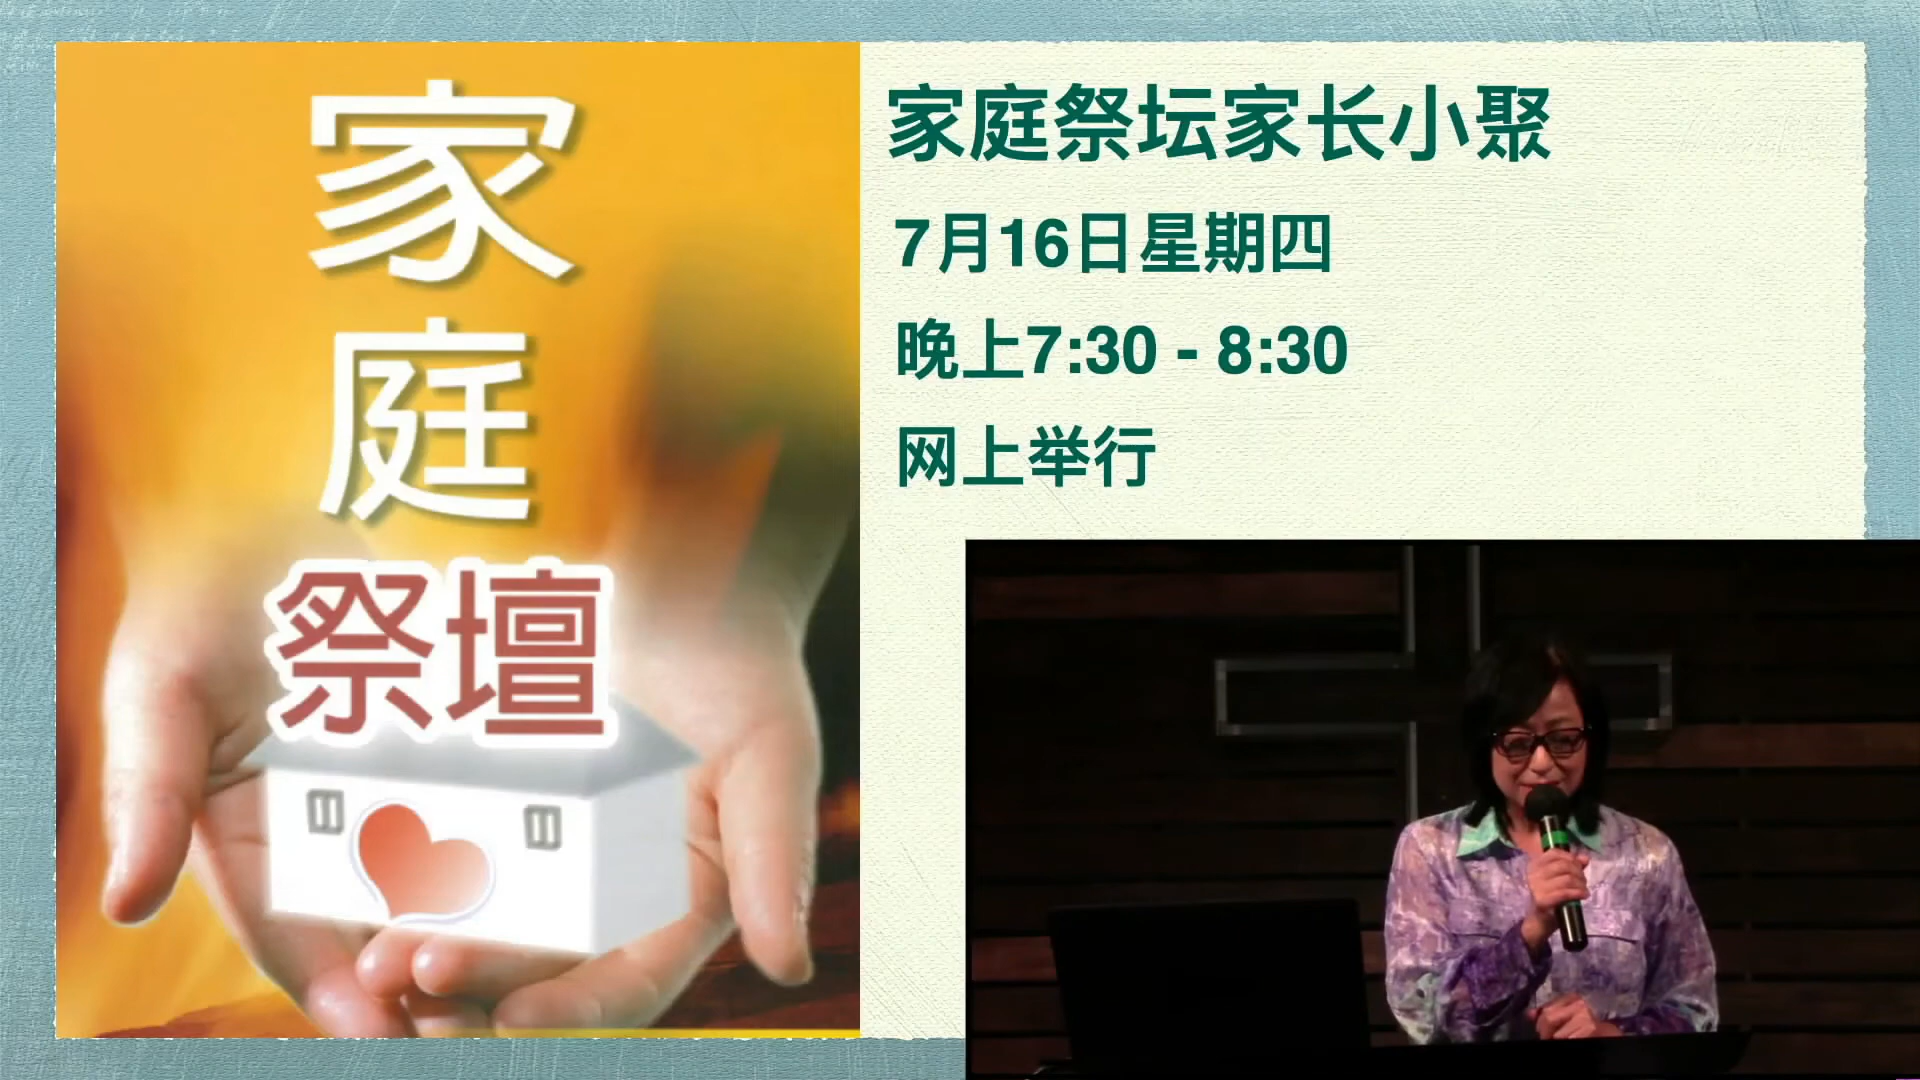 家
庭
祭壇
家庭祭坛家长小聚
7月16日星期四
晚上7:30 - 8:30
网上举行